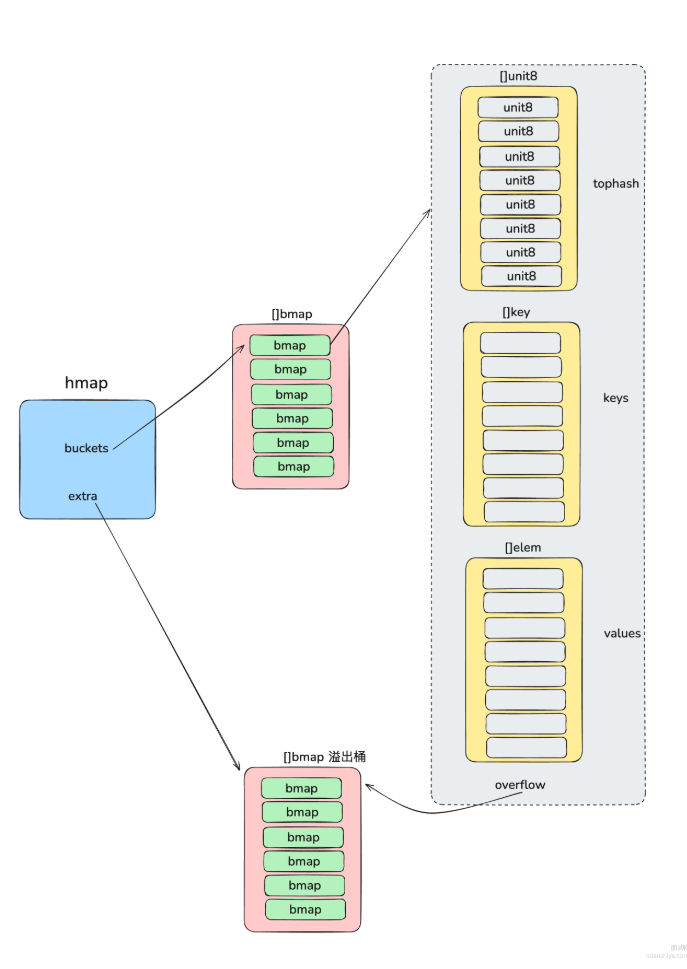 []unit8
unit8
unit8
unit8
unit8
unit8
unit8
unit8
unit8
tophash
[]bmap
bmap
bmap
bmap
bmap
bmap
bmap
hmap
buckets
extra
[]key
keys
[]elem
values
overflow
[]bmap 溢出桶
bmap
bmap
bmap
bmap
bmap
bmap